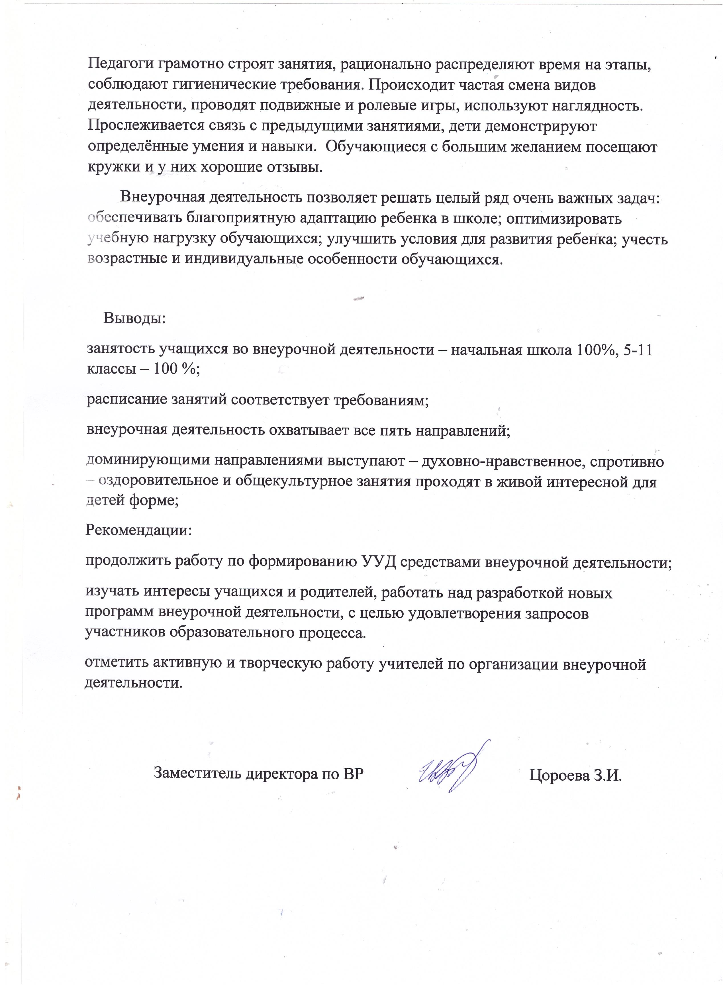 Педагоги грамотно строят занятия, рационально распределяют время на этапы,
соблюдают гигиенические требования. Происходит частая смена видов
деятельности, проводят подвижные и ролевые игры, используют наглядность.
Прослеживается связь с предыдущими занятиями, дети демонстрируют
определённые умения и навыки.  Обучающиеся с большим желанием посещают
кружки и у них хорошие отзывы.
Внеурочная деятельность позволяет решать целый ряд очень важных задач:
обеспечивать благоприятную адаптацию ребенка в школе; оптимизировать
учебную нагрузку обучающихся; улучшить условия для развития ребенка; учесть
возрастные и индивидуальные особенности обучающихся.
Выводы:
занятость учащихся во внеурочной деятельности – начальная школа 100%, 5-11
классы – 100 %;
расписание занятий соответствует требованиям;
внеурочная деятельность охватывает все пять направлений;
доминирующими направлениями выступают – духовно-нравственное, спротивно
– оздоровительное и общекультурное занятия проходят в живой интересной для
детей форме;
Рекомендации:
продолжить работу по формированию УУД средствами внеурочной деятельности;
изучать интересы учащихся и родителей, работать над разработкой новых
программ внеурочной деятельности, с целью удовлетворения запросов
участников образовательного процесса.
отметить активную и творческую работу учителей по организации внеурочной
деятельности.
Заместитель директора по ВР Цороева З.И.